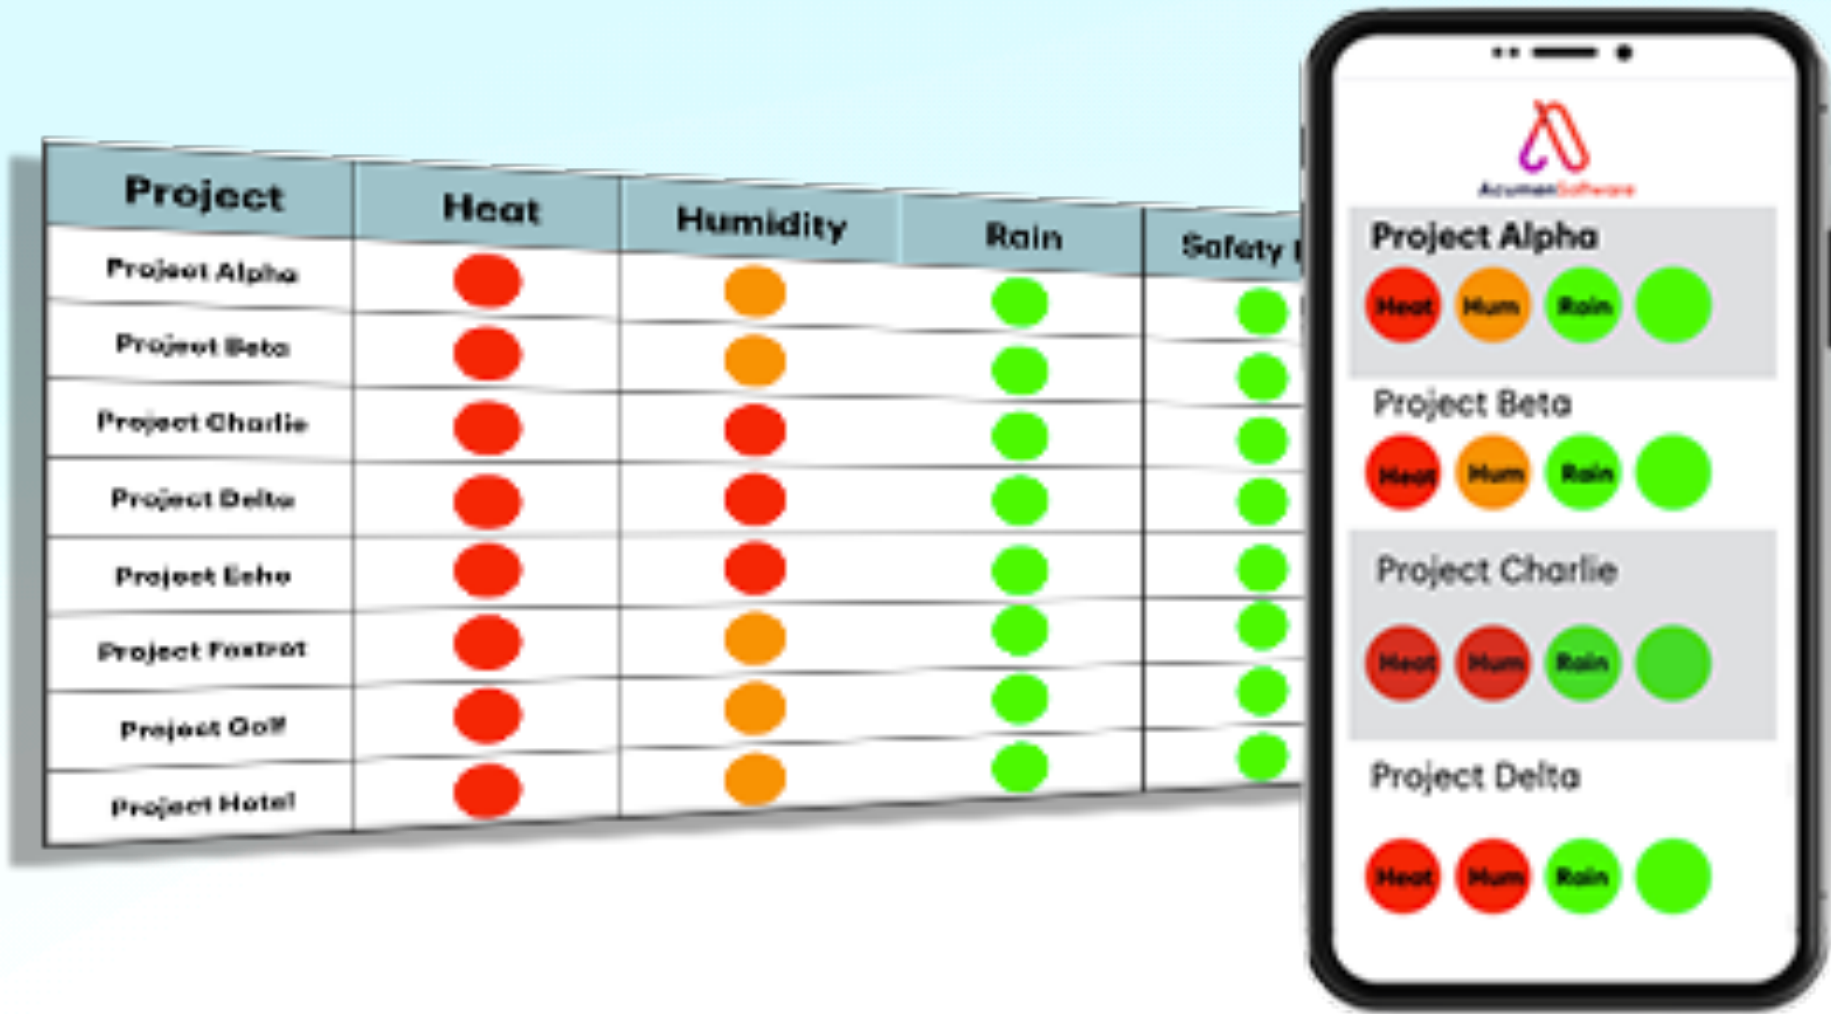 Project Heat Humidity Rain Safety
Project Alpha
Project Beta
Project Charlie
Project Delta
Project Echo
Project Foxtrot
Project Golf
Project Hotel
AcumenSoftware
Project Alpha
Heat Hum Rain
Project Beta
Heat Hum Rain
Project Charlie
Heat Hum Rain
Project Delta
Heat Hum Rain